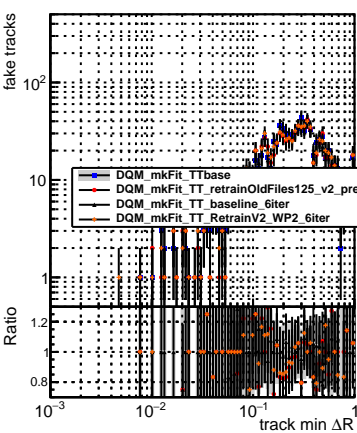 fake tracks
10²
10
1
DQM_mkFit_TTbase
DQM_mkFit_TT_retrainOldFiles125_v2_pre
DQM_mkFit_TT_baseline_6iter
DQM_mkFit_TT_RetrainV2_WP2_6iter
Ratio
1.2
1
0.8
10⁻³ 10⁻² 10⁻¹ 1
track min ΔR